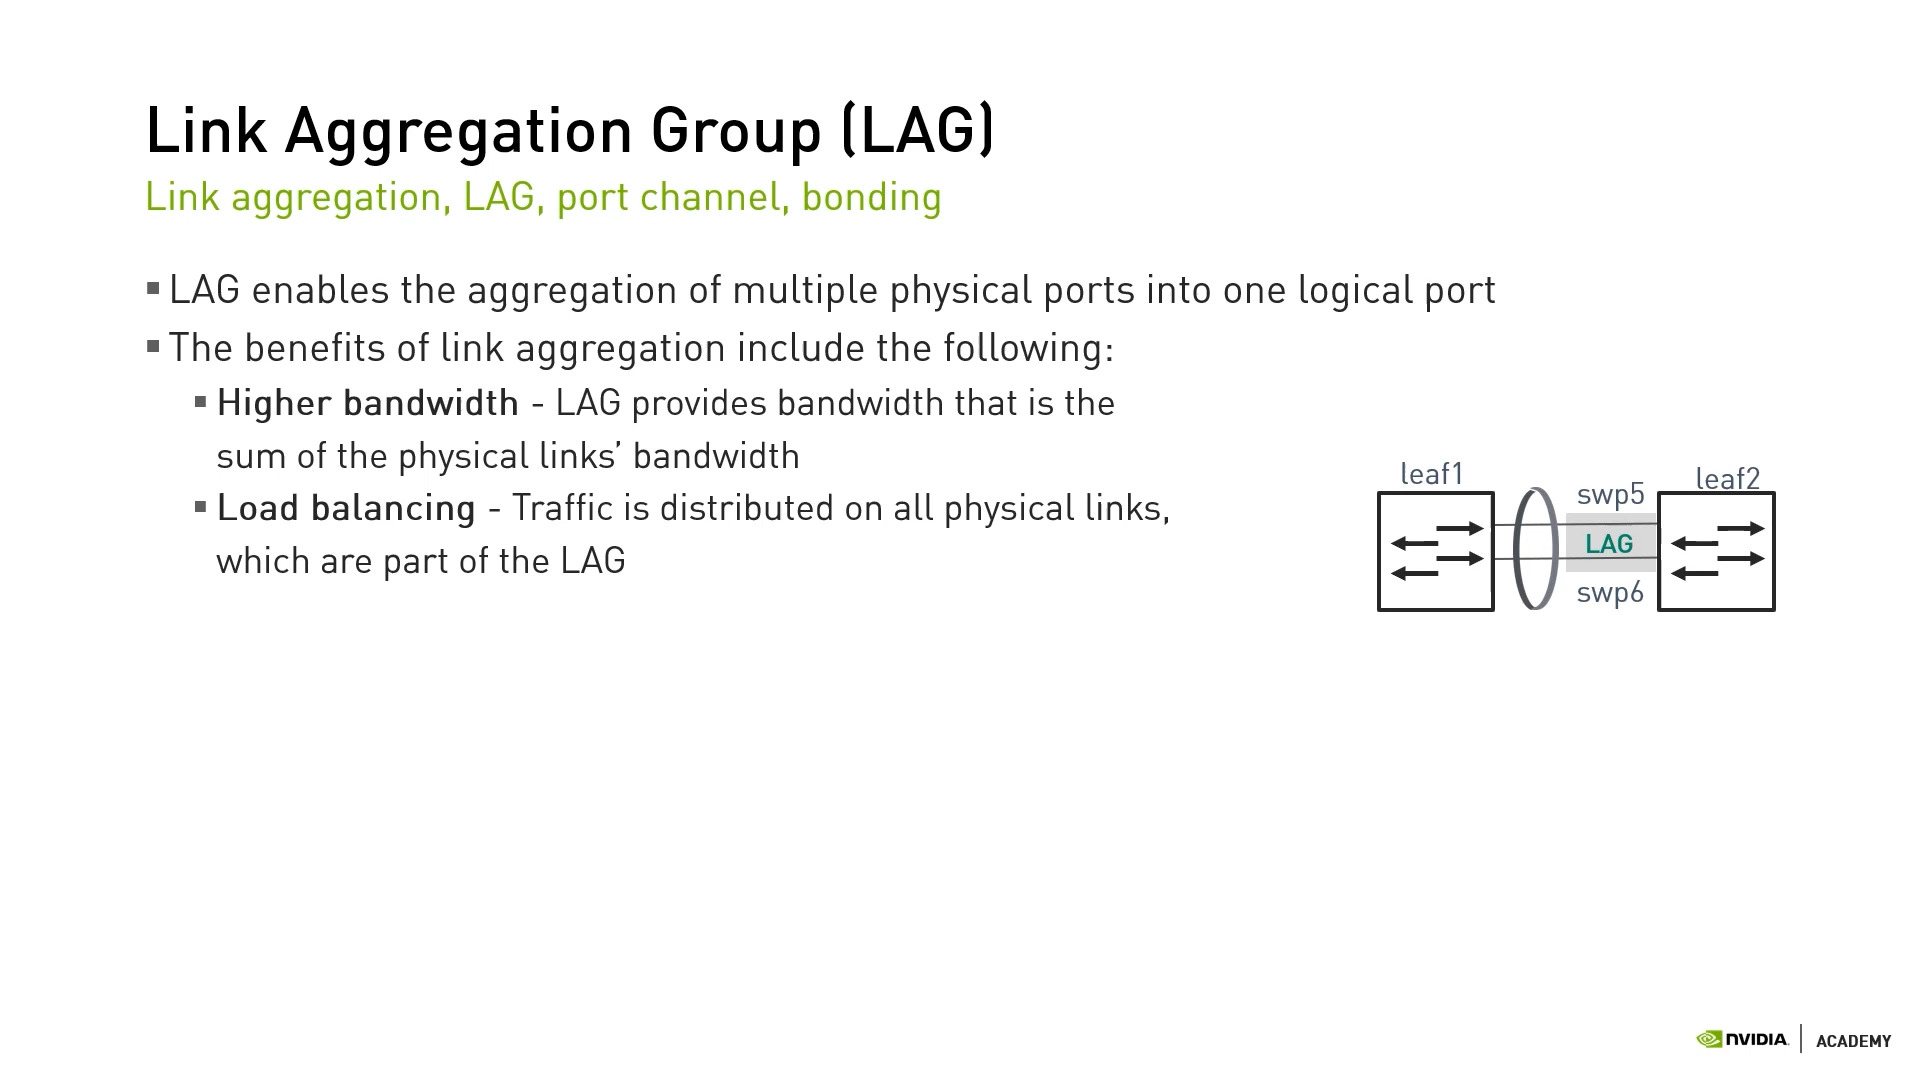 Link Aggregation Group (LAG)
Link aggregation, LAG, port channel, bonding
▪ LAG enables the aggregation of multiple physical ports into one logical port
▪ The benefits of link aggregation include the following:
▪ Higher bandwidth - LAG provides bandwidth that is the
sum of the physical links’ bandwidth
▪ Load balancing - Traffic is distributed on all physical links,
which are part of the LAG
leaf1
leaf2
swp5
LAG
swp6
NVIDIA. | ACADEMY